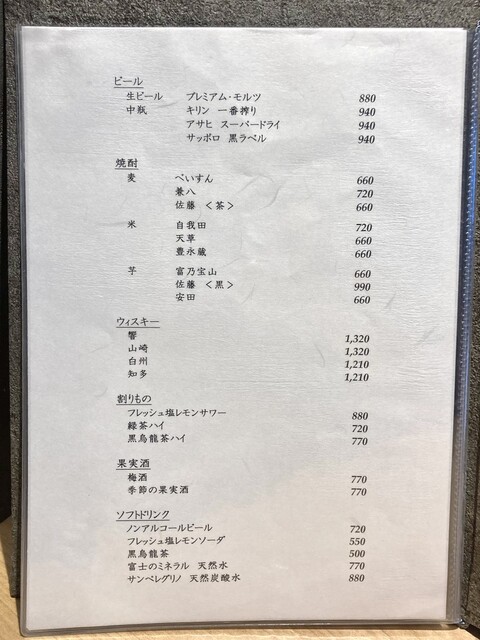 ビール
生ビール プレミアム・モルツ 880
中瓶 キリン 一番搾り 940
アサヒ スーパードライ 940
サッポロ 黒ラベル 940
焼酎
麦 ぺいすん 660
兼八 720
佐藤 <茶> 660
米 自我田 720
天草 660
豊永蔵 660
芋 富乃宝山 660
佐藤 <黒> 990
安田 660
ウィスキー
響 1,320
山崎 1,320
白州 1,210
知多 1,210
割りもの
フレッシュ塩レモンサワー 880
緑茶ハイ 720
黒烏龍茶ハイ 770
果実酒
梅酒 770
季節の果実酒 770
ソフトドリンク
ノンアルコールビール 720
フレッシュ塩レモンソーダ 550
黒烏龍茶 500
富士のミネラル 天然水 770
サンペレグリノ 天然炭酸水 880